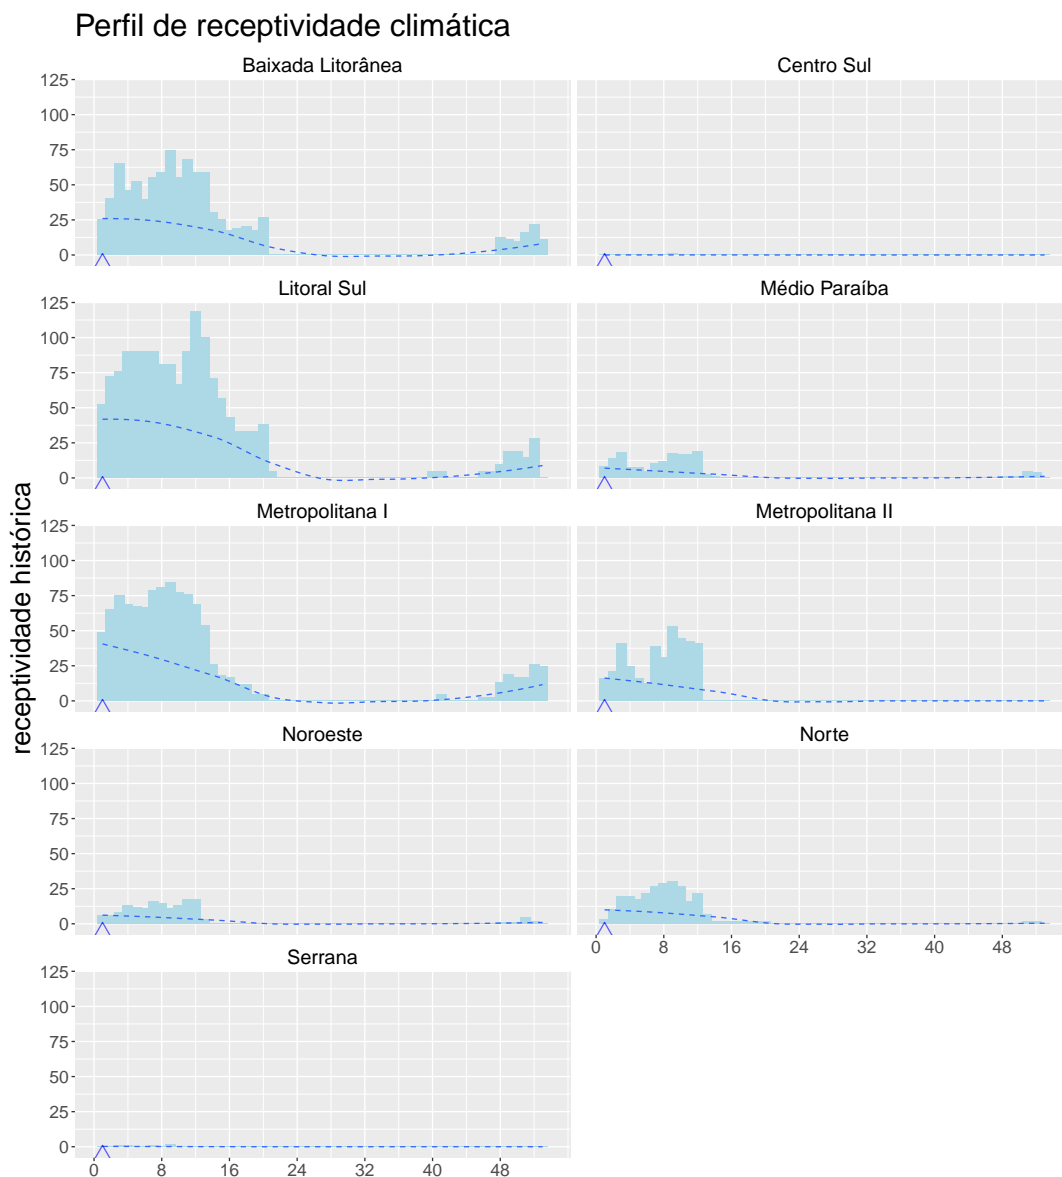 Perfil de receptividade climática
Baixada Litorânea
Centro Sul
125
100
75
50
25
0
Litoral Sul
Médio Paraíba
125
100
75
50
25
0
receptividade histórica
Metropolitana I
Metropolitana II
125
100
75
50
25
0
Noroeste
Norte
125
100
75
50
25
0
0 8 16 24 32 40 48
Serrana
125
100
75
50
25
0
0 8 16 24 32 40 48